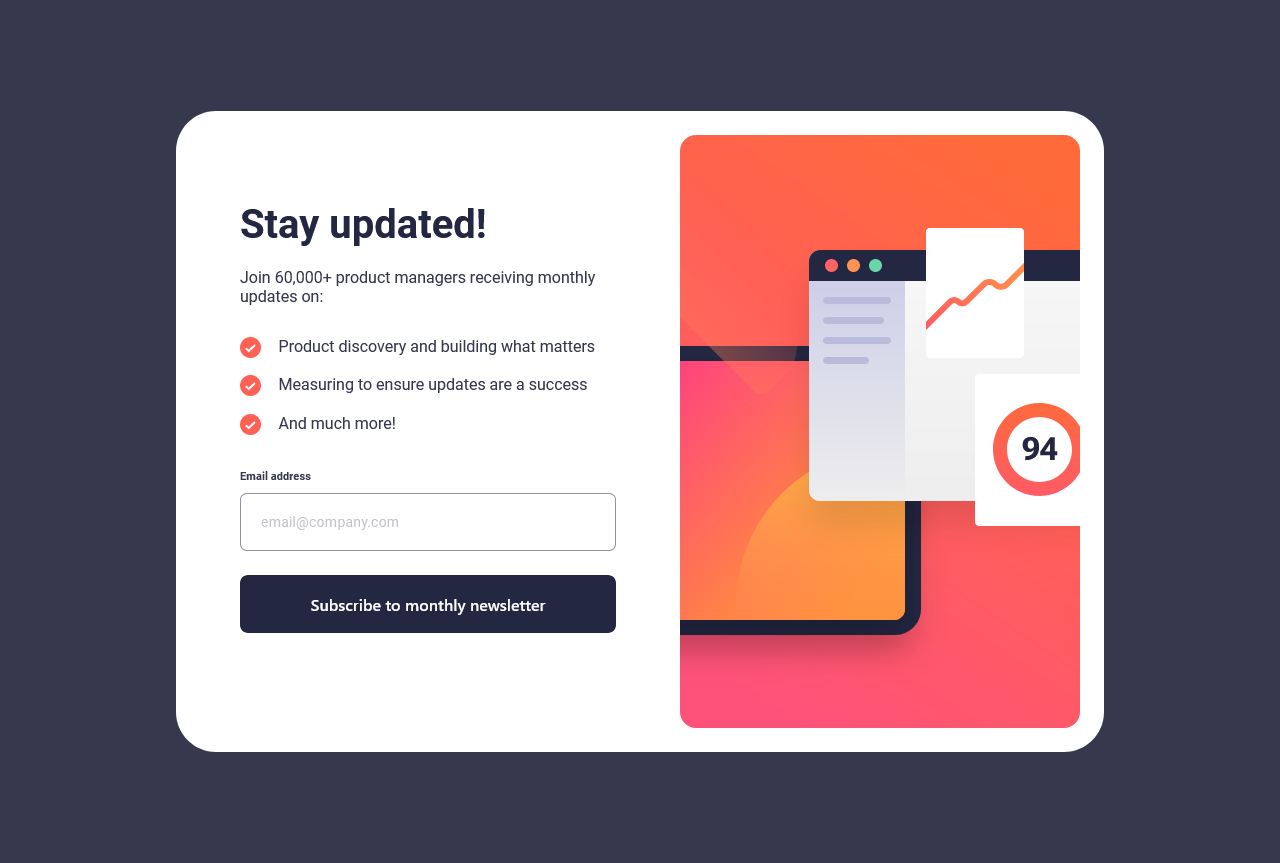 Stay updated!
Join 60,000+ product managers receiving monthly
updates on:
Product discovery and building what matters
Measuring to ensure updates are a success
And much more!
Email address
email@company.com
Subscribe to monthly newsletter
94